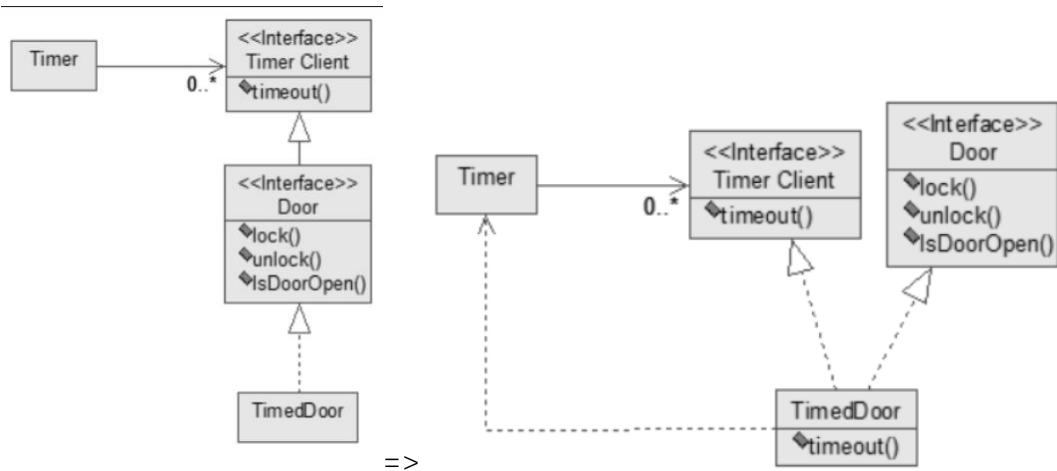 Timer
0..*
<<Interface>>
Timer Client
timeout()
<<Interface>>
Door
lock()
unlock()
IsDoorOpen()
TimedDoor
=>
Timer
0..*
<<Interface>>
Timer Client
timeout()
<<Interface>>
Door
lock()
unlock()
IsDoorOpen()
TimedDoor
timeout()